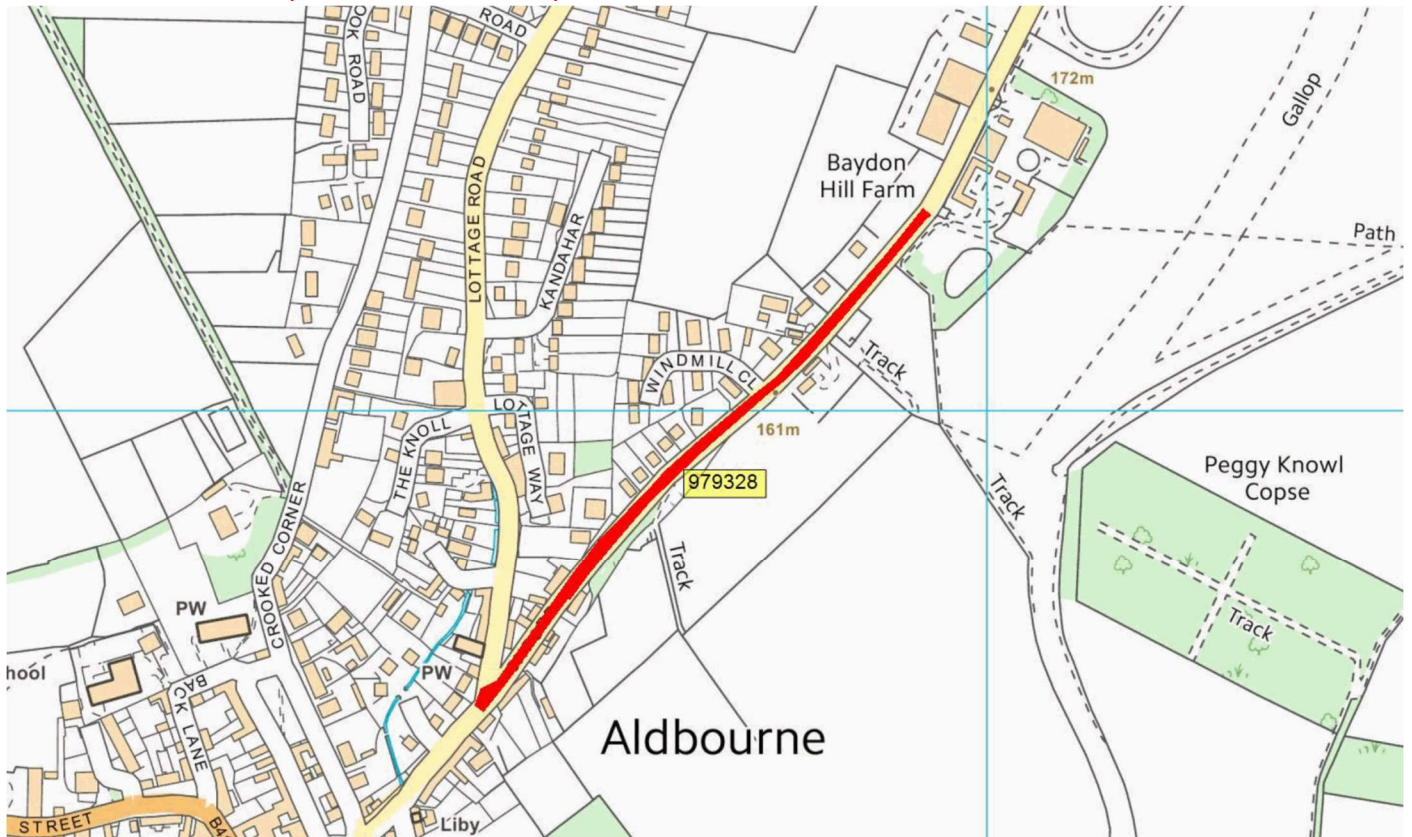 ROAD
OOK ROAD
172m
Gallop
Baydon
Hill Farm
LOTTAGE ROAD
KANDAHAR
Path
Track
WINDMILL CL
LOTTAGE WAY
THE KNOLL
161m
979328
Peggy Knowl
Copse
CROOKED CORNER
Track
Track
PW
Track
hool
PW
BACK LANE
Aldbourne
STREET
B4
Liby